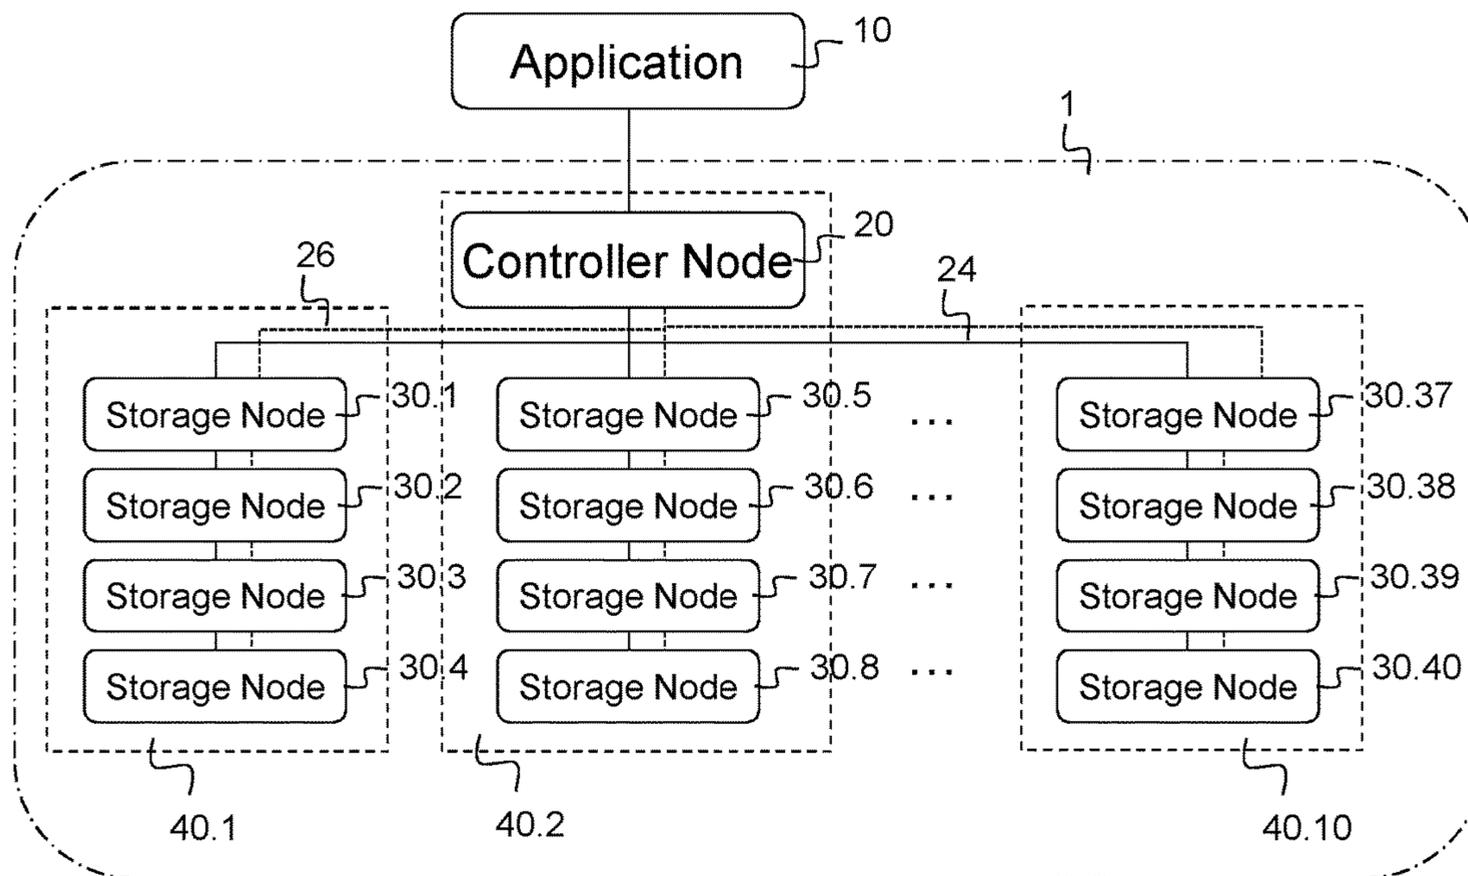 Application
10
1
Controller Node
20
26
24
Storage Node 30.1 Storage Node 30.5 ... Storage Node 30.37
Storage Node 30.2 Storage Node 30.6 ... Storage Node 30.38
Storage Node 30.3 Storage Node 30.7 ... Storage Node 30.39
Storage Node 30.4 Storage Node 30.8 ... Storage Node 30.40
40.1 40.2 40.10